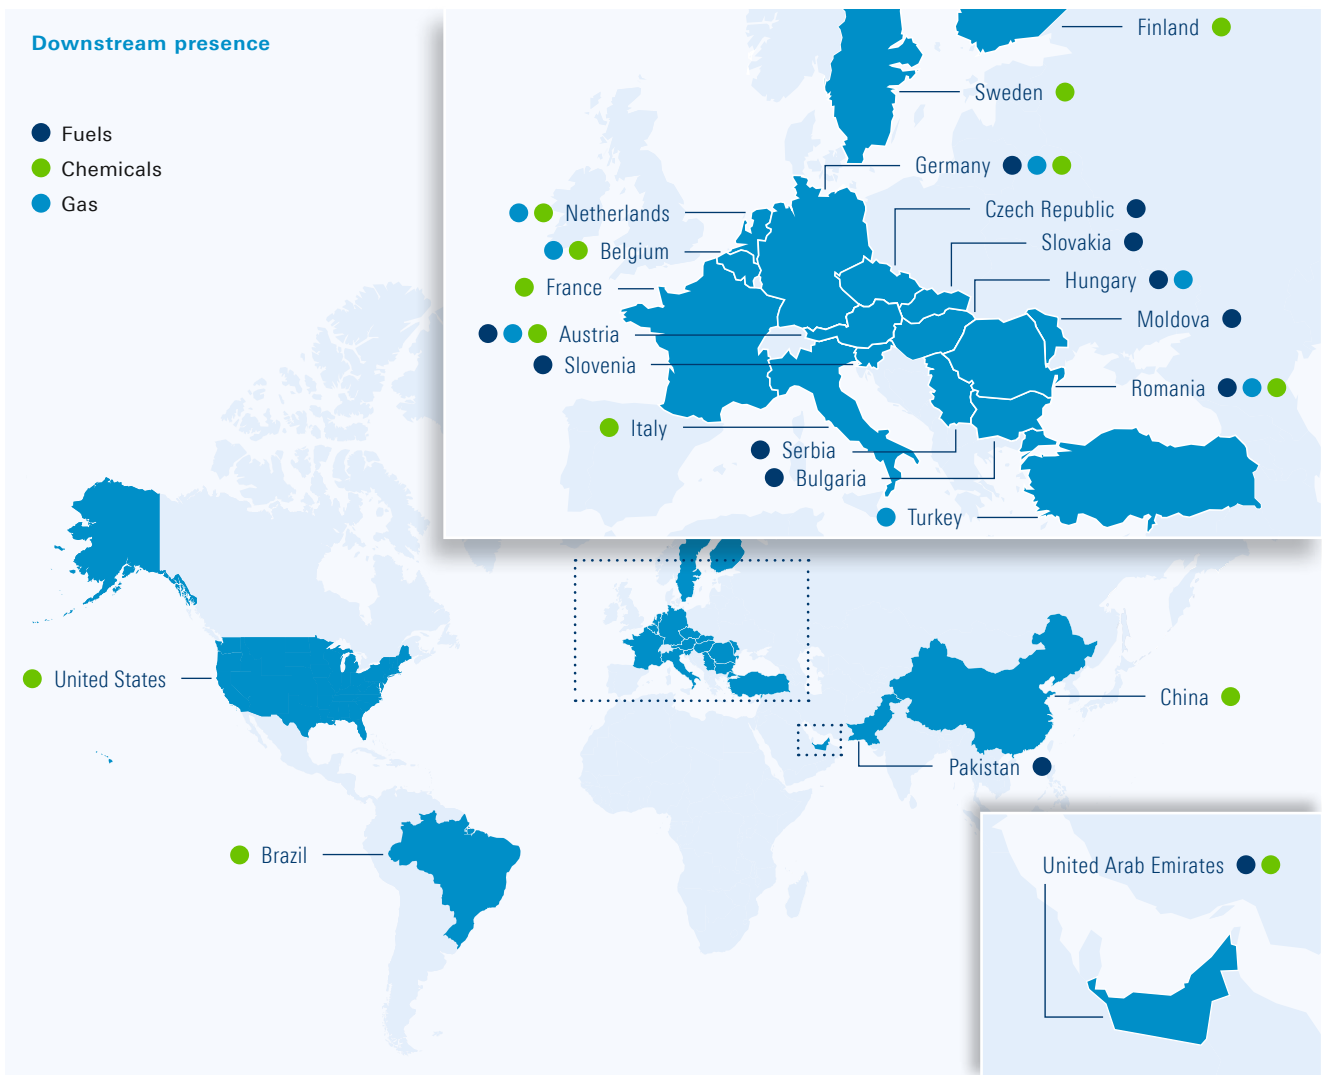 Downstream presence
Fuels
Chemicals
Gas
Finland
Sweden
Germany
Netherlands
Czech Republic
Slovakia
Belgium
Hungary
France
Moldova
Austria
Slovenia
Romania
Italy
Serbia
Bulgaria
Turkey
United States
China
Pakistan
Brazil
United Arab Emirates